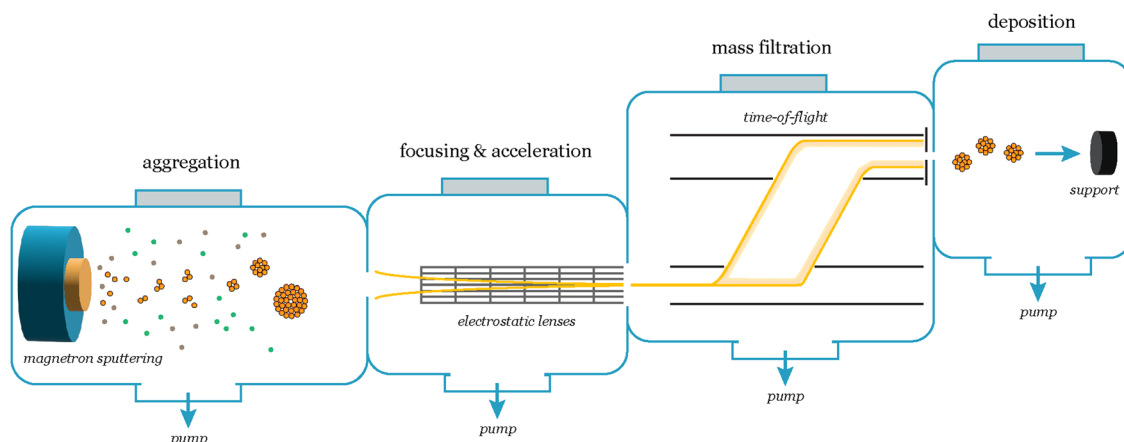 aggregation
magnetron sputtering
pump
focusing & acceleration
electrostatic lenses
pump
mass filtration
time-of-flight
pump
deposition
support
pump